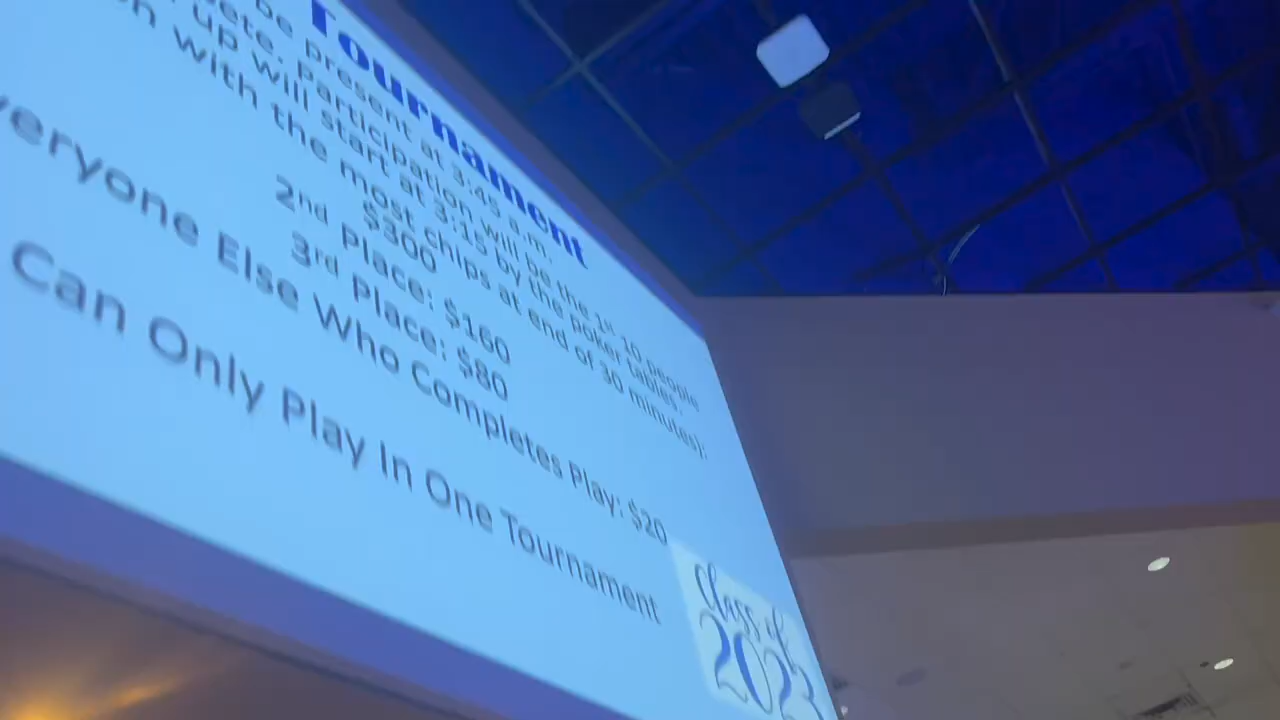 Tournament
be present at 3:45 a.m.
Participation will be the 1st 10 people
up will start at 3:15 by the poker tables.
with the most chips at end of 30 minutes):
$300
2nd Place: $160
3rd Place: $80
Everyone Else Who Completes Play: $20
Can Only Play In One Tournament
class of
2023